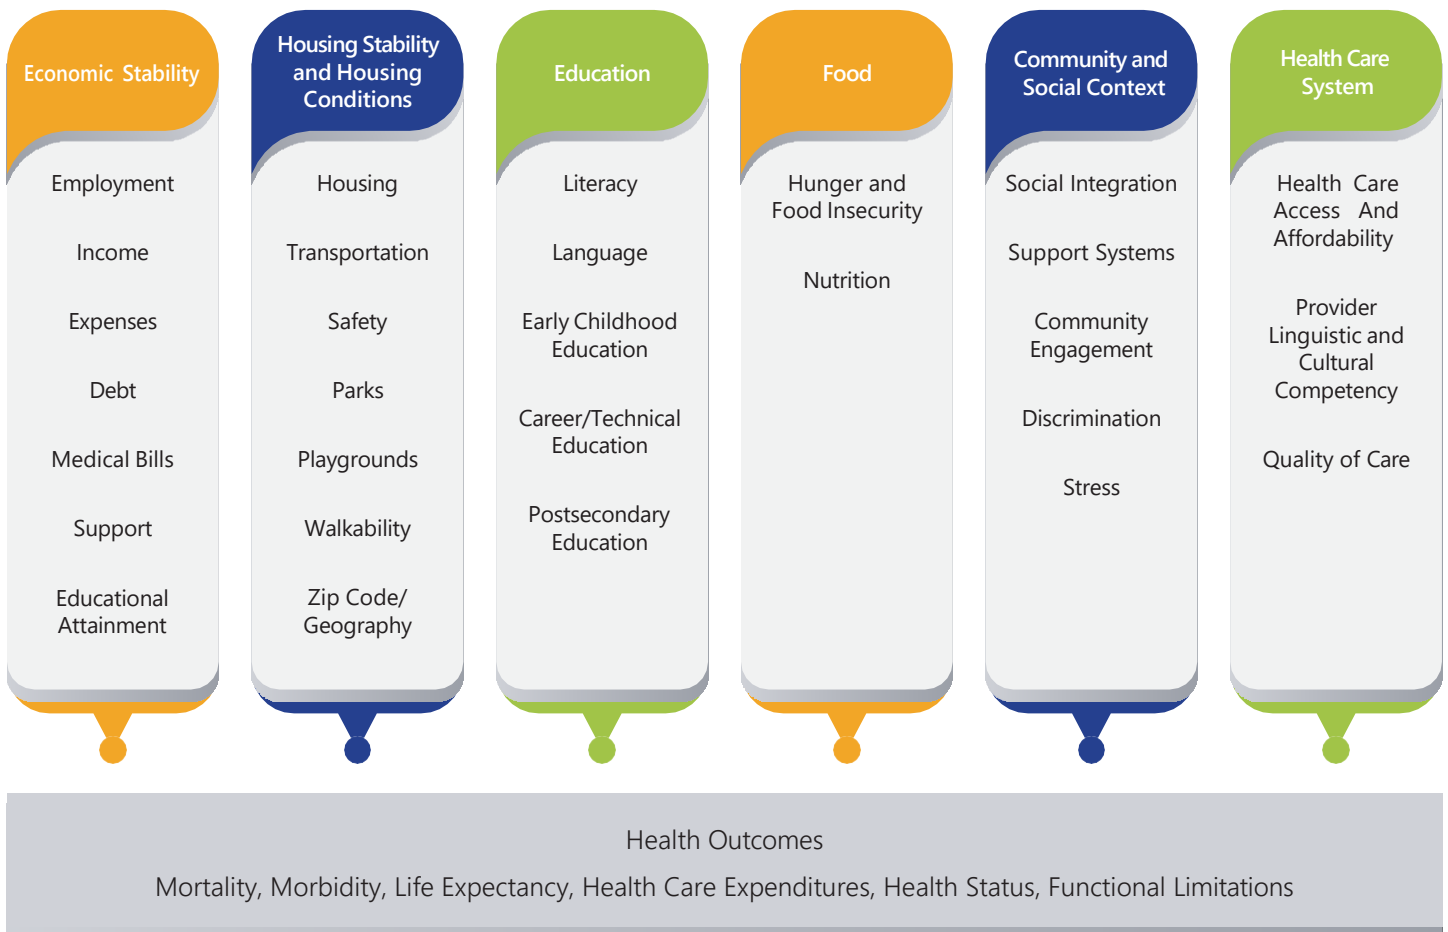 Economic Stability
Employment
Income
Expenses
Debt
Medical Bills
Support
Educational
Attainment
Housing Stability
and Housing
Conditions
Housing
Transportation
Safety
Parks
Playgrounds
Walkability
Zip Code/
Geography
Education
Literacy
Language
Early Childhood
Education
Career/Technical
Education
Postsecondary
Education
Food
Hunger and
Food Insecurity
Nutrition
Community and
Social Context
Social Integration
Support Systems
Community
Engagement
Discrimination
Stress
Health Care
System
Health Care
Access And
Affordability
Provider
Linguistic and
Cultural
Competency
Quality of Care
Health Outcomes
Mortality, Morbidity, Life Expectancy, Health Care Expenditures, Health Status, Functional Limitations